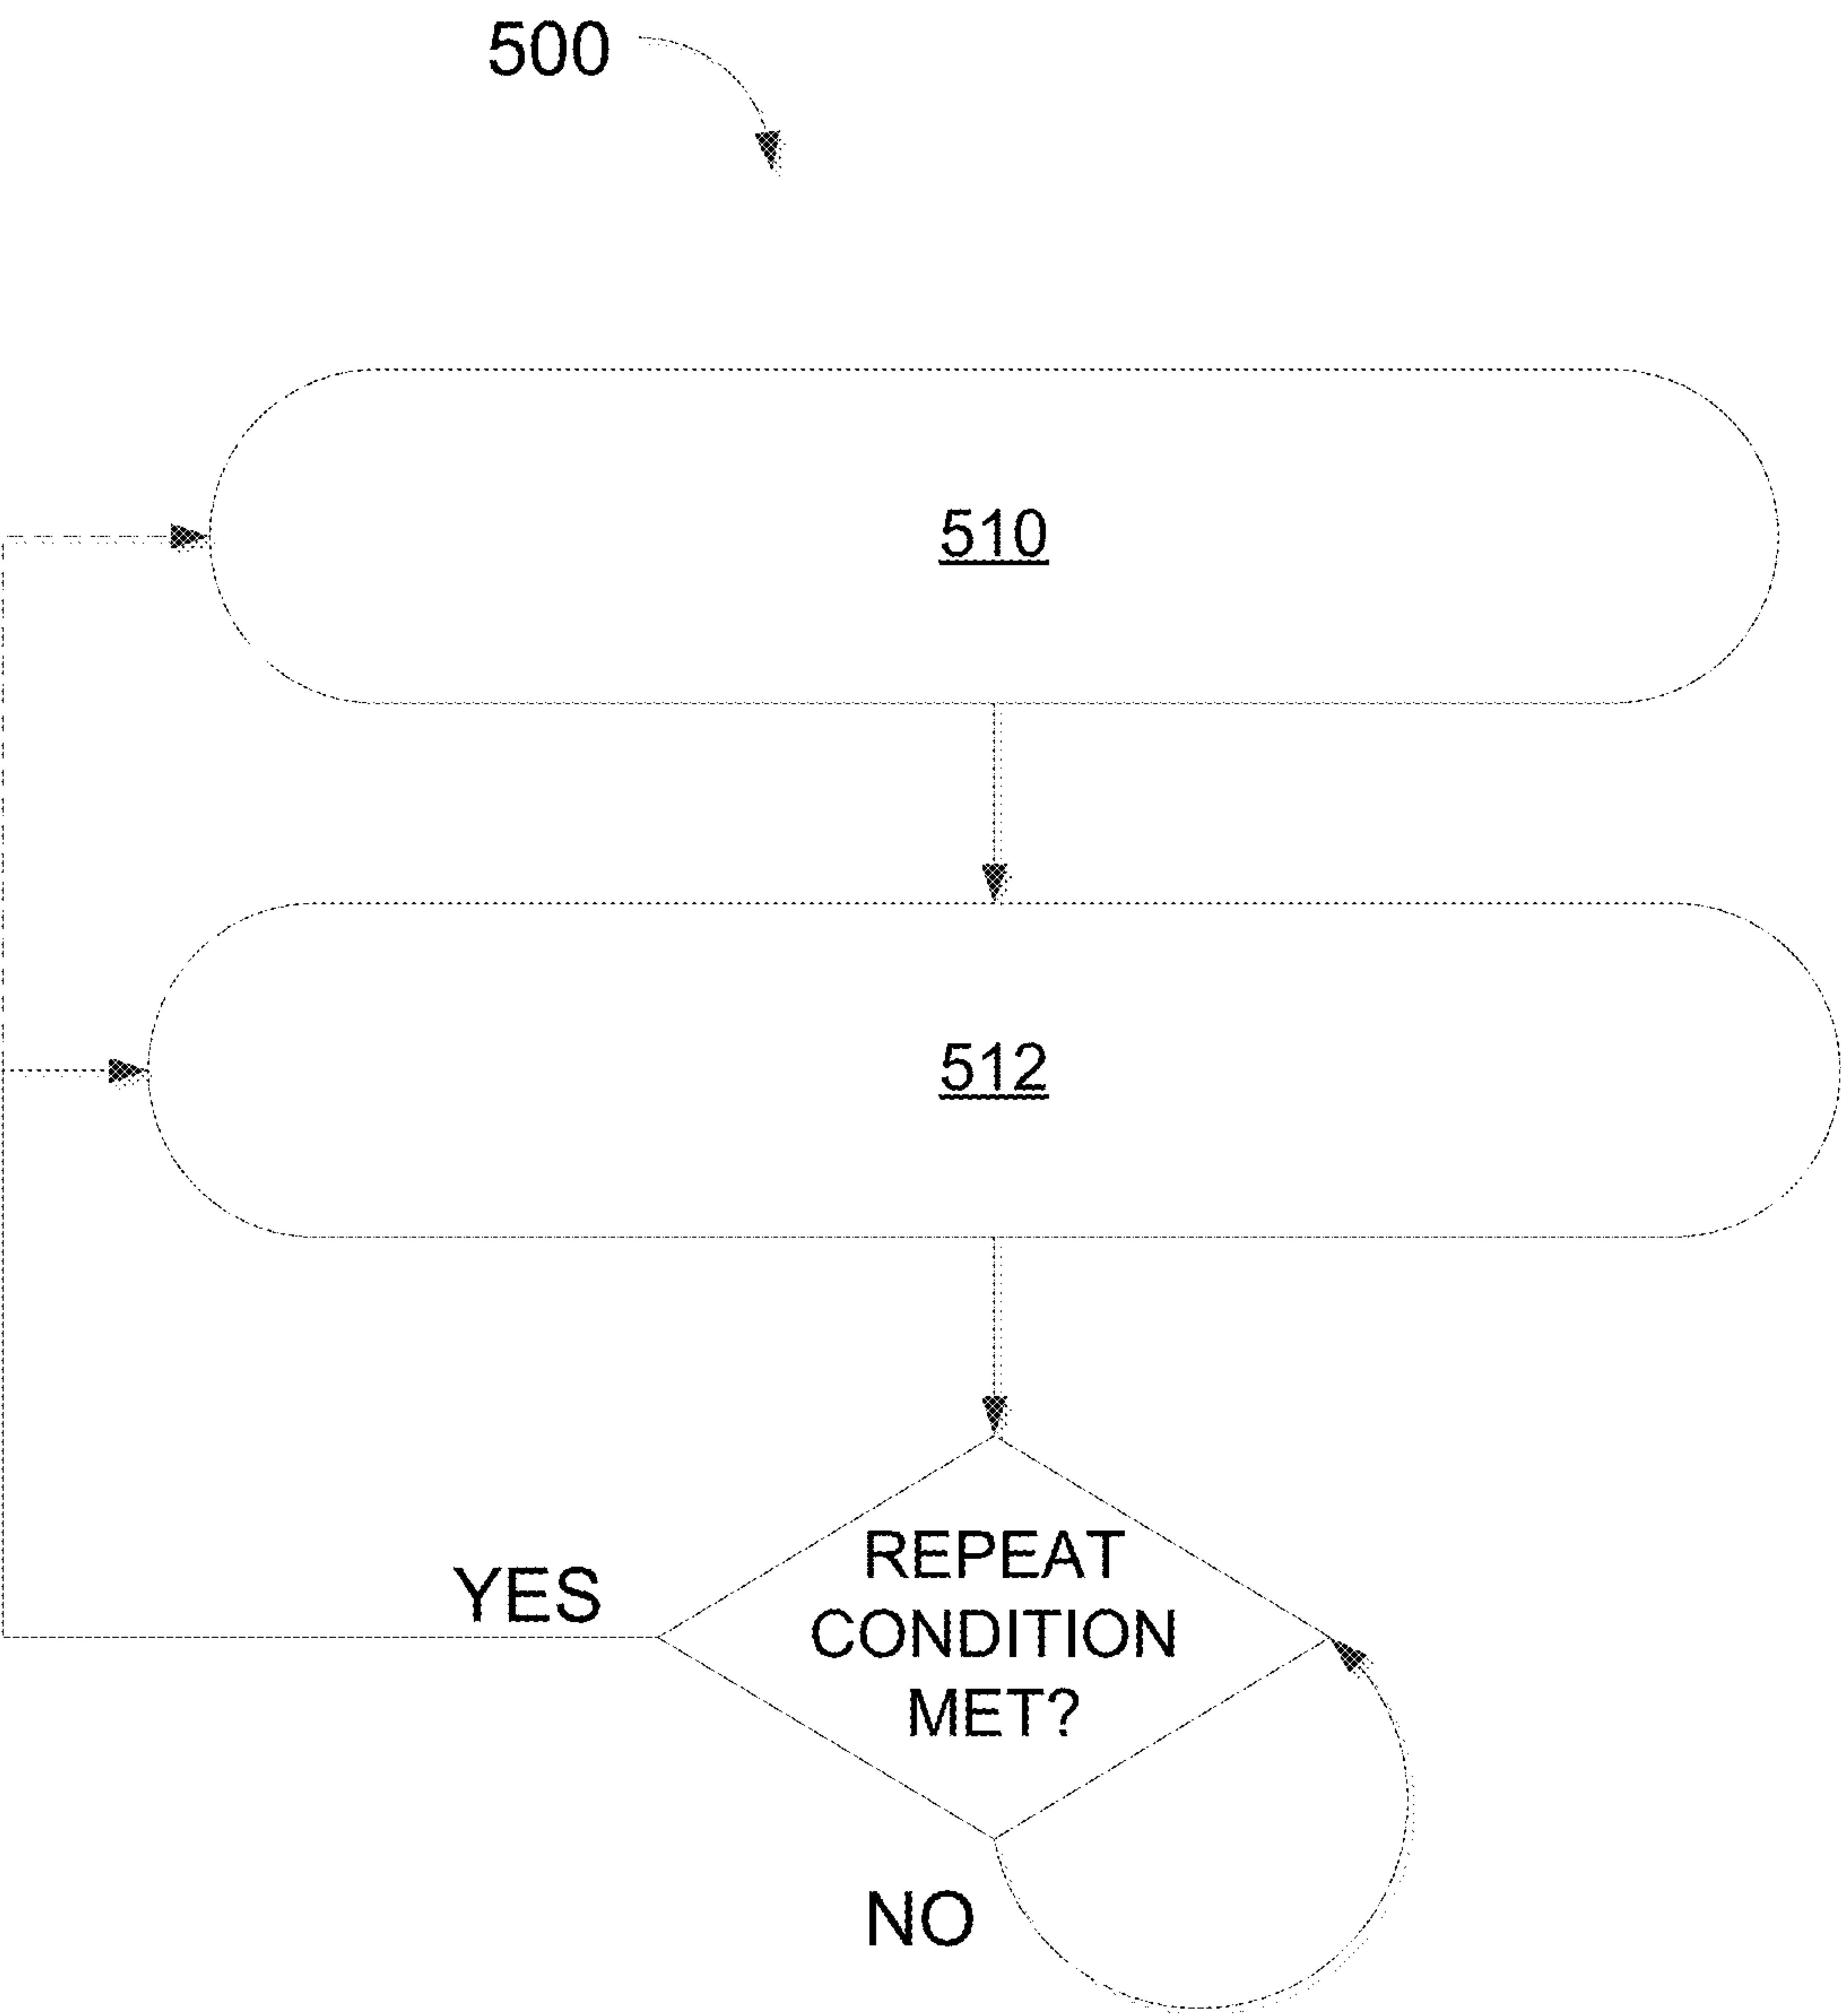 500
510
512
REPEAT
CONDITION
MET?
YES
NO